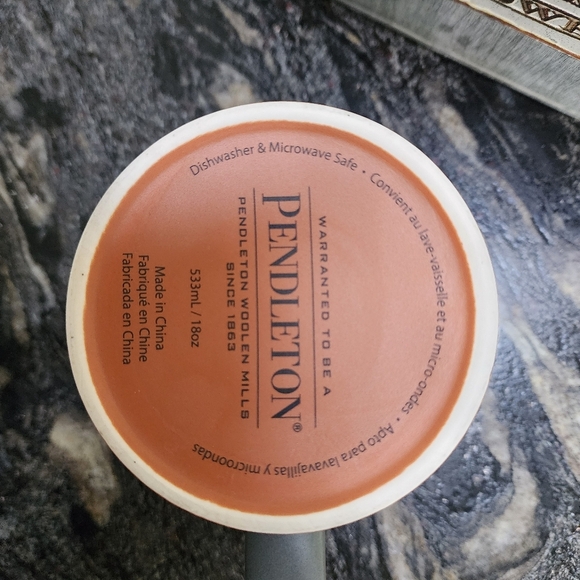 Dishwasher & Microwave Safe • Convient au lave-vaisselle et au micro-ondes • Apto para lavavajillas y microondas
WARRANTED TO BE A
PENDLETON®
PENDLETON WOOLEN MILLS
SINCE 1863
533mL / 18oz
Made in China
Fabriqué en Chine
Fabricada en China